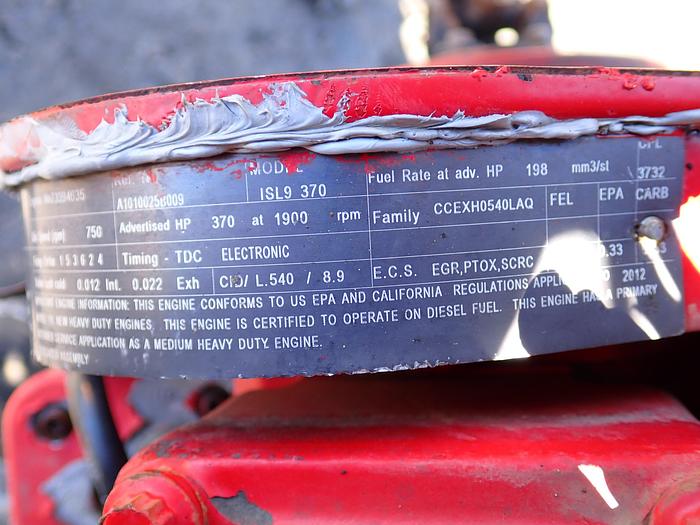 CPL
MODEL
Fuel Rate at adv. HP 198 mm3/st 3732
A1010025B009 ISL9 370
FEL EPA CARB
750 Advertised HP 370 at 1900 rpm Family CCEXH0540LAQ
153624 Timing - TDC ELECTRONIC
cold 0.012 Int. 0.022 Exh CID/ L.540 / 8.9 E.C.S. EGR,PTOX,SCRC 2012
ENGINE INFORMATION: THIS ENGINE CONFORMS TO US EPA AND CALIFORNIA REGULATIONS
NEW HEAVY DUTY ENGINES. THIS ENGINE IS CERTIFIED TO OPERATE ON DIESEL FUEL. THIS ENGINE HAS A PRIMARY
SERVICE APPLICATION AS A MEDIUM HEAVY DUTY ENGINE.
ASSEMBLY